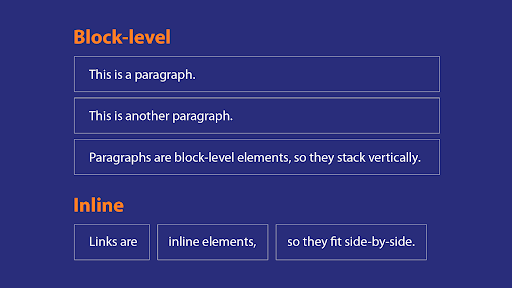 Block-level
This is a paragraph.
This is another paragraph.
Paragraphs are block-level elements, so they stack vertically.
Inline
Links are inline elements, so they fit side-by-side.